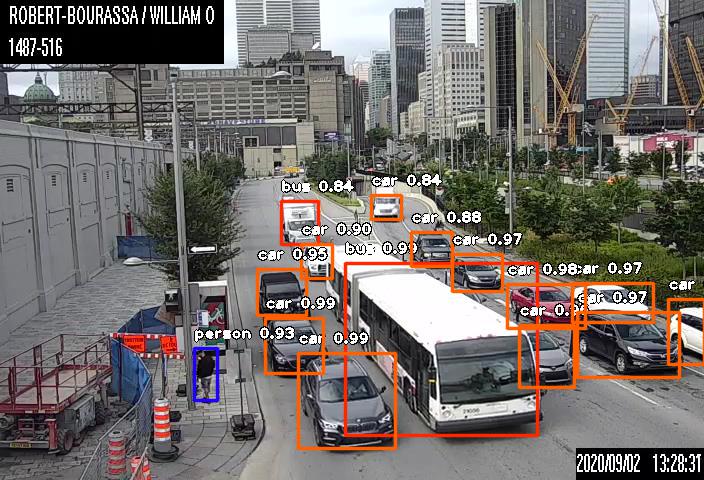 ROBERT-BOURASSA / WILLIAM O
1487-516
bus 0.84
car 0.84
car 0.90
car 0.88
car 0.95
bus 0.99
car 0.97
car 0.98
car 0.97
car 0.99
car 0.97
car
person 0.93
car 0.99
2020/09/02 13:28:31